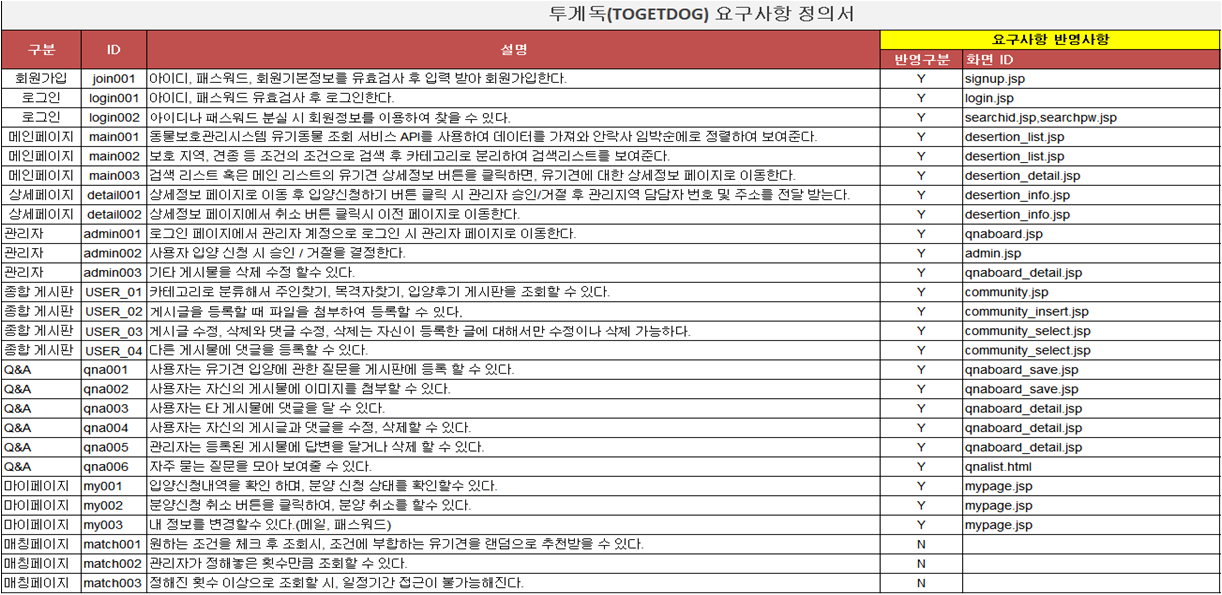 투게독(TOGETDOG) 요구사항 정의서
구분 ID 설명 요구사항 반영사항
반영구분 화면 ID
회원가입 join001 아이디, 패스워드, 회원기본정보를 유효검사 후 입력 받아 회원가입한다. Y signup.jsp
로그인 login001 아이디, 패스워드 유효검사 후 로그인한다. Y login.jsp
로그인 login002 아이디나 패스워드 분실 시 회원정보를 이용하여 찾을 수 있다. Y searchid.jsp,searchpw.jsp
메인페이지 main001 동물보호관리시스템 유기동물 조회 서비스 API를 사용하여 데이터를 가져와 안락사 임박순에로 정렬하여 보여준다. Y desertion_list.jsp
메인페이지 main002 보호 지역, 견종 등 조건의 조건으로 검색 후 카테고리로 분리하여 검색리스트를 보여준다. Y desertion_list.jsp
메인페이지 main003 검색 리스트 혹은 메인 리스트의 유기견 상세정보 버튼을 클릭하면, 유기견에 대한 상세정보 페이지로 이동한다. Y desertion_detail.jsp
상세페이지 detail001 상세정보 페이지로 이동 후 입양신청하기 버튼 클릭 시 관리자 승인/거절 후 관리지역 담담자 번호 및 주소를 전달 받는다. Y desertion_info.jsp
상세페이지 detail002 상세정보 페이지에서 취소 버튼 클릭시 이전 페이지로 이동한다. Y desertion_info.jsp
관리자 admin001 로그인 페이지에서 관리자 계정으로 로그인 시 관리자 페이지로 이동한다. Y qnaboard.jsp
관리자 admin002 사용자 입양 신청 시 승인 / 거절을 결정한다. Y admin.jsp
관리자 admin003 기타 게시물을 삭제 수정 할수 있다. Y qnaboard_detail.jsp
종합 게시판 USER_01 카테고리로 분류해서 주인찾기, 목격자찾기, 입양후기 게시판을 조회할 수 있다. Y community.jsp
종합 게시판 USER_02 게시글을 등록할 때 파일을 첨부하여 등록할 수 있다. Y community_insert.jsp
종합 게시판 USER_03 게시글 수정, 삭제와 댓글 수정, 삭제는 자신이 등록한 글에 대해서만 수정이나 삭제 가능하다. Y community_select.jsp
종합 게시판 USER_04 다른 게시물에 댓글을 등록할 수 있다. Y community_select.jsp
Q&A qna001 사용자는 유기견 입양에 관한 질문을 게시판에 등록 할 수 있다. Y qnaboard_save.jsp
Q&A qna002 사용자는 자신의 게시물에 이미지를 첨부할 수 있다. Y qnaboard_save.jsp
Q&A qna003 사용자는 타 게시물에 댓글을 달 수 있다. Y qnaboard_detail.jsp
Q&A qna004 사용자는 자신의 게시글과 댓글을 수정, 삭제할 수 있다. Y qnaboard_detail.jsp
Q&A qna005 관리자는 등록된 게시물에 답변을 달거나 삭제 할 수 있다. Y qnaboard_detail.jsp
Q&A qna006 자주 묻는 질문을 모아 보여줄 수 있다. Y qnalist.html
마이페이지 my001 입양신청내역을 확인 하며, 분양 신청 상태를 확인할수 있다. Y mypage.jsp
마이페이지 my002 분양신청 취소 버튼을 클릭하여, 분양 취소를 할수 있다. Y mypage.jsp
마이페이지 my003 내 정보를 변경할수 있다.(메일, 패스워드) Y mypage.jsp
매칭페이지 match001 원하는 조건을 체크 후 조회시, 조건에 부합하는 유기견을 랜덤으로 추천받을 수 있다. N
매칭페이지 match002 관리자가 정해놓은 횟수만큼 조회할 수 있다. N
매칭페이지 match003 정해진 횟수 이상으로 조회할 시, 일정기간 접근이 불가능해진다. N